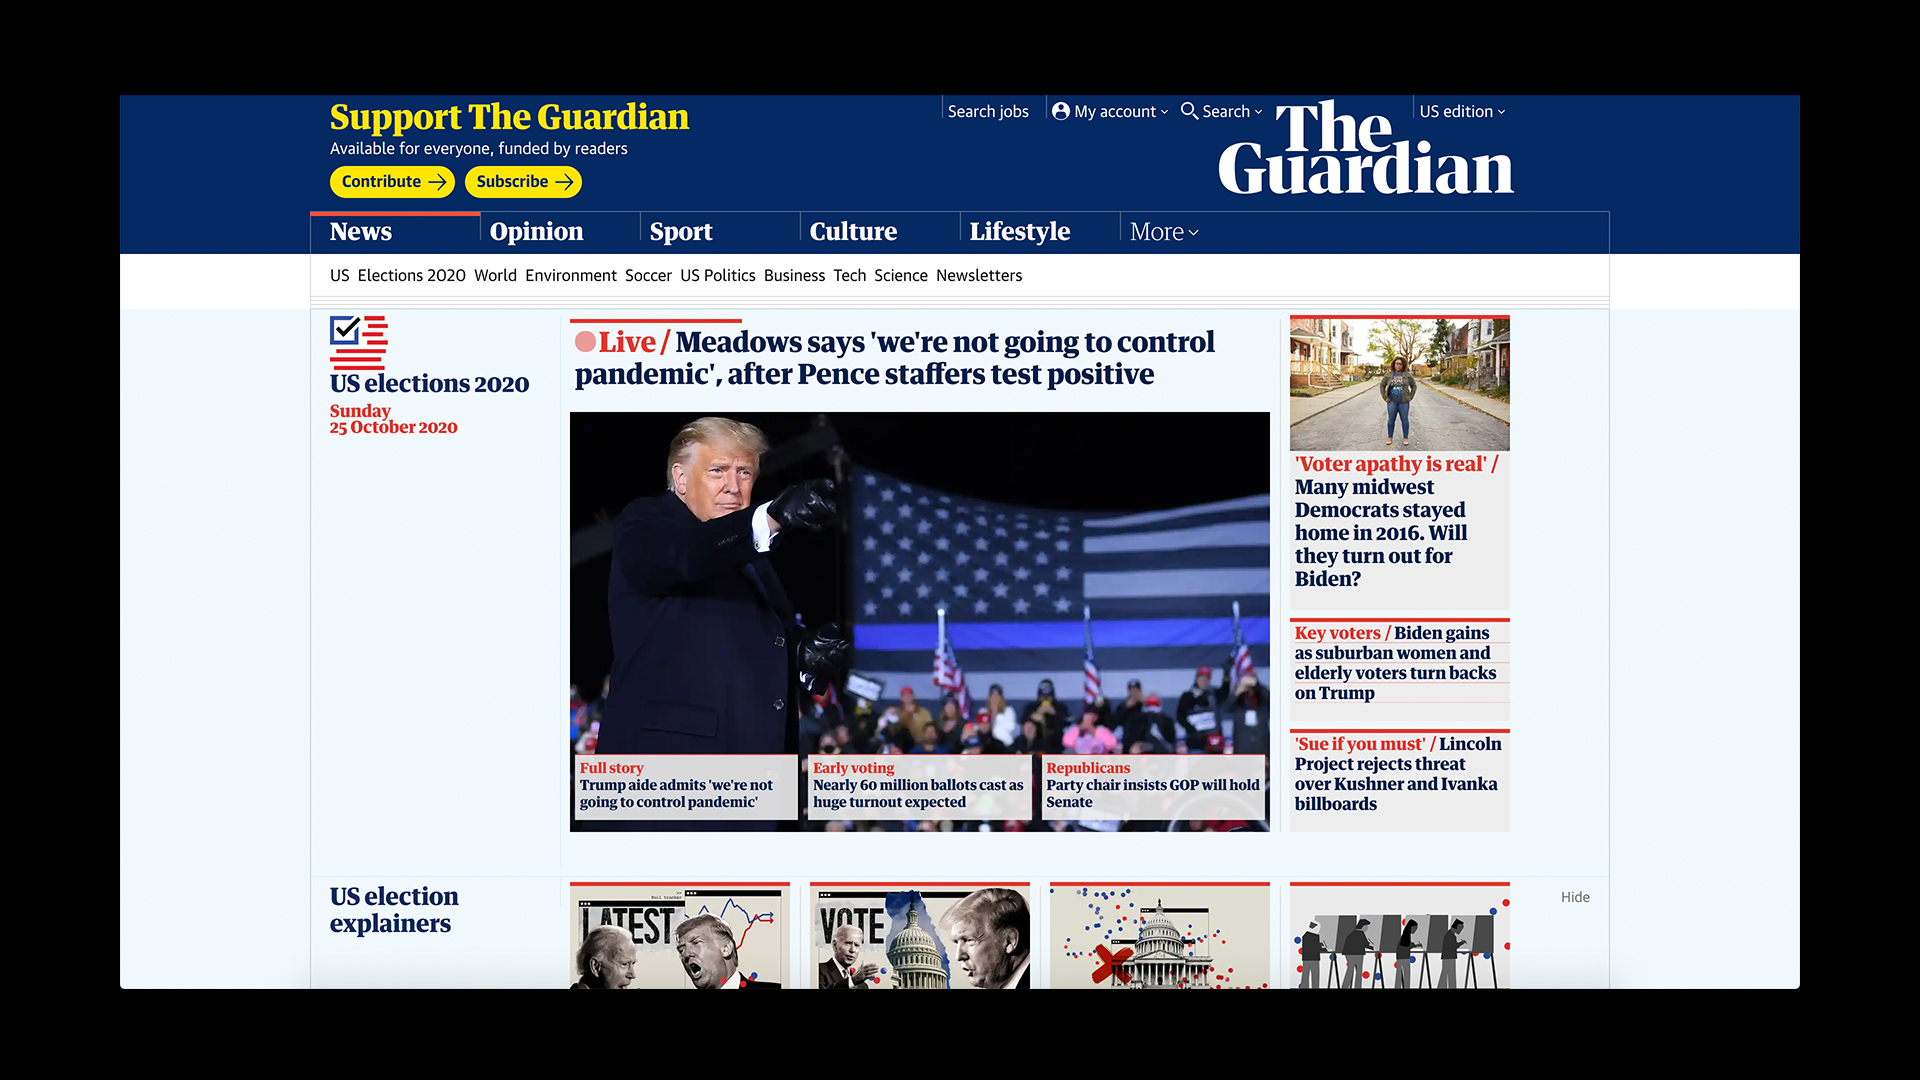 Support The Guardian
Available for everyone, funded by readers
Contribute
Subscribe
Search jobs
My account
Search
US edition
The
Guardian
News
Opinion
Sport
Culture
Lifestyle
More
US Elections 2020 World Environment Soccer US Politics Business Tech Science Newsletters
US elections 2020
Sunday
25 October 2020
Live / Meadows says 'we're not going to control
pandemic', after Pence staffers test positive
Full story
Trump aide admits 'we're not
going to control pandemic'
Early voting
Nearly 60 million ballots cast as
huge turnout expected
Republicans
Party chair insists GOP will hold
Senate
'Voter apathy is real' /
Many midwest
Democrats stayed
home in 2016. Will
they turn out for
Biden?
Key voters / Biden gains
as suburban women and
elderly voters turn backs
on Trump
'Sue if you must' / Lincoln
Project rejects threat
over Kushner and Ivanka
billboards
US election
explainers
LATEST
Poll tracker
VOTE
Hide